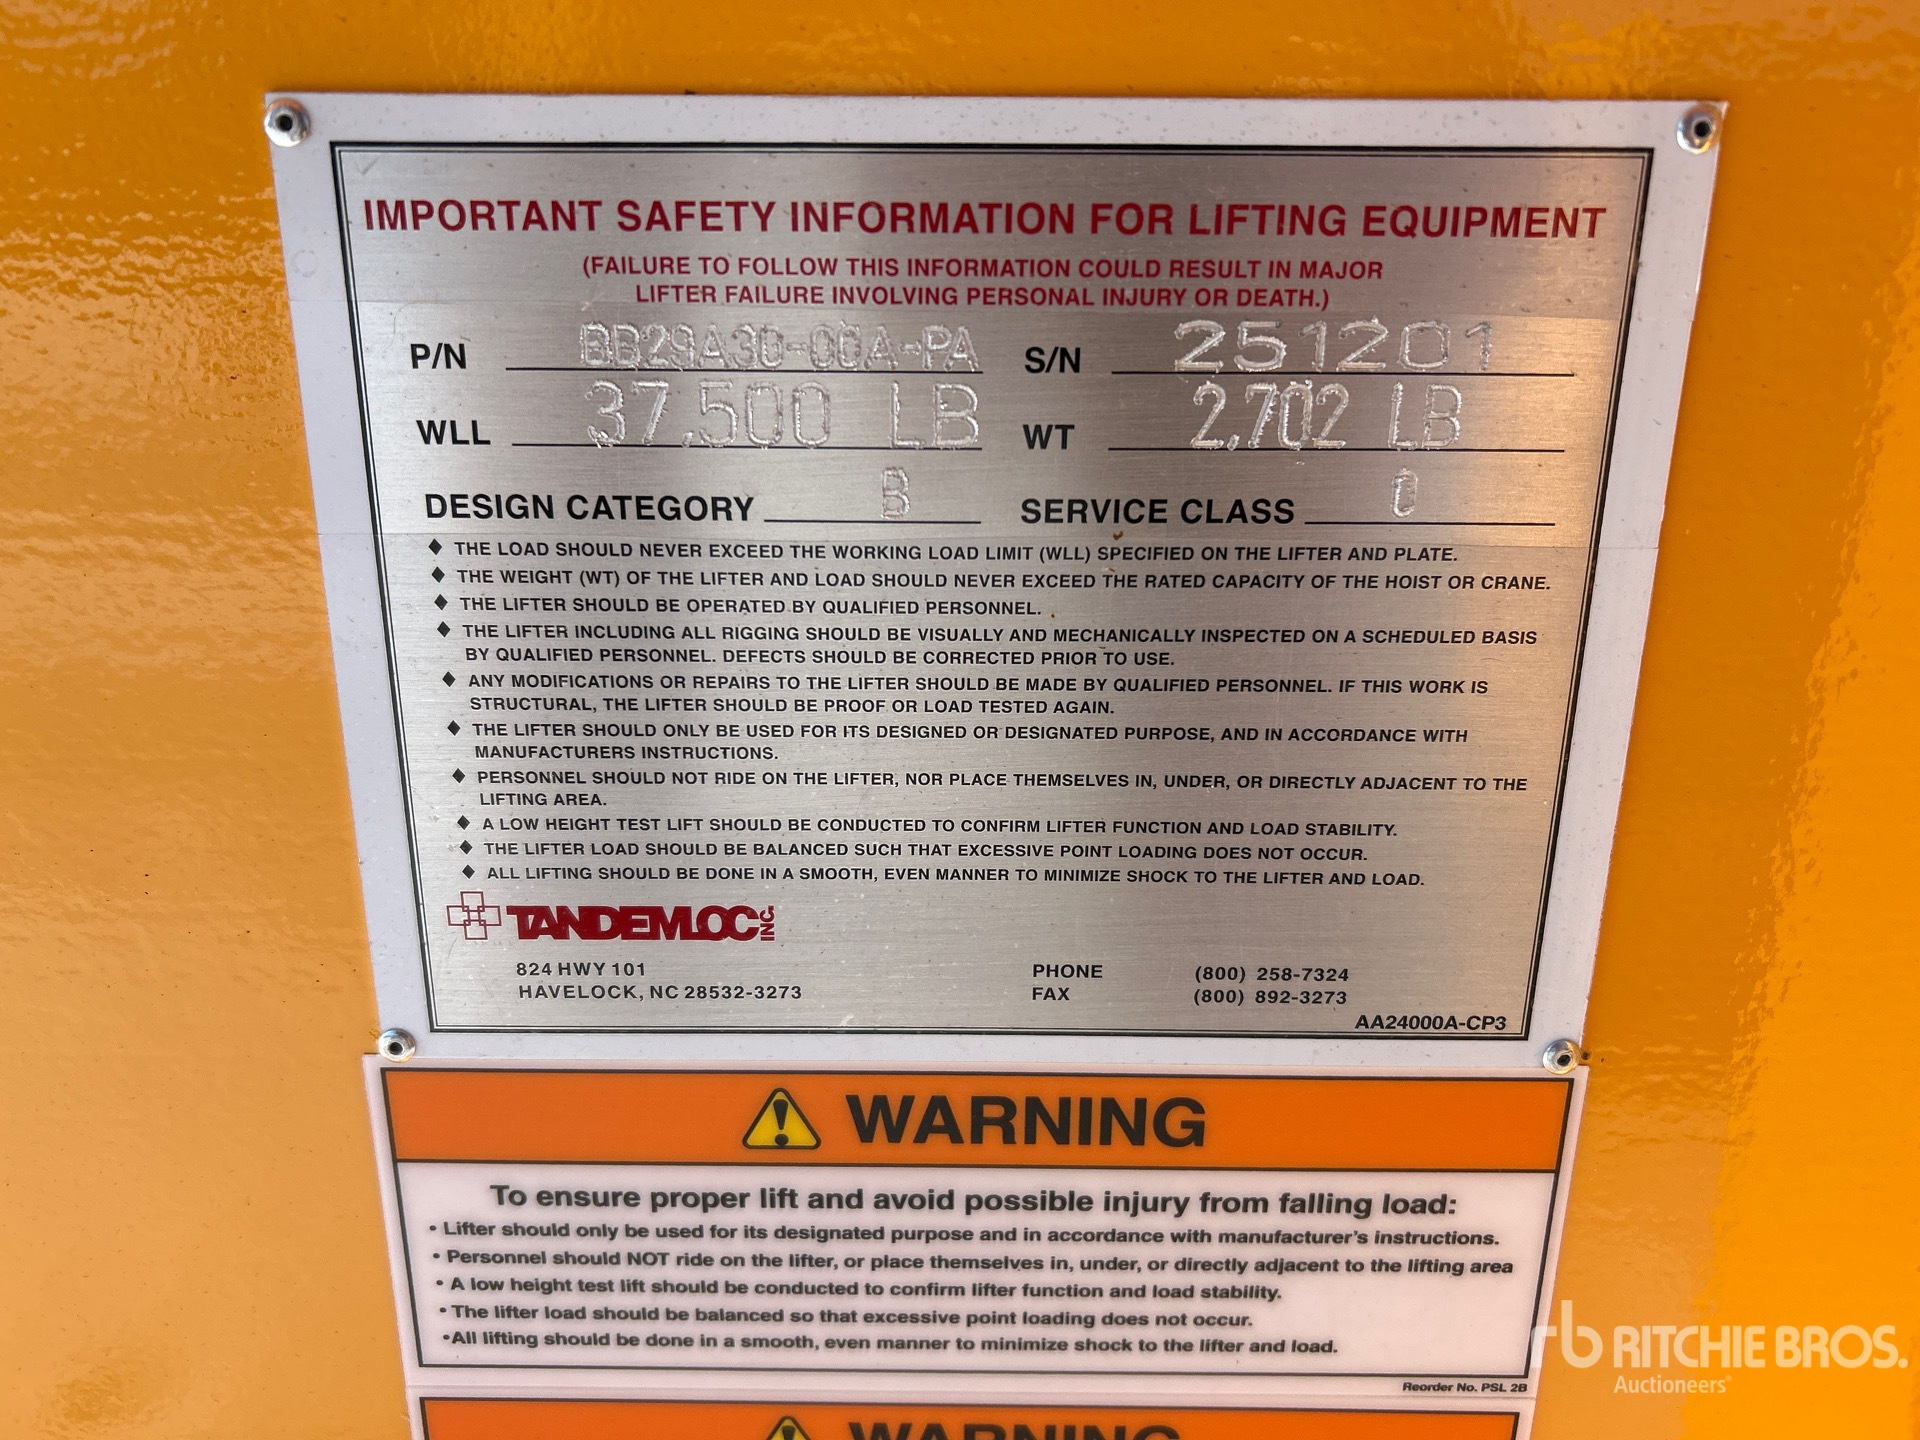 IMPORTANT SAFETY INFORMATION FOR LIFTING EQUIPMENT
(FAILURE TO FOLLOW THIS INFORMATION COULD RESULT IN MAJOR
LIFTER FAILURE INVOLVING PERSONAL INJURY OR DEATH.)
P/N BB29A30-00A-PA S/N 251201
WLL 37,500 LB WT 2,702 LB
DESIGN CATEGORY B SERVICE CLASS 0
♦ THE LOAD SHOULD NEVER EXCEED THE WORKING LOAD LIMIT (WLL) SPECIFIED ON THE LIFTER AND PLATE.
♦ THE WEIGHT (WT) OF THE LIFTER AND LOAD SHOULD NEVER EXCEED THE RATED CAPACITY OF THE HOIST OR CRANE.
♦ THE LIFTER SHOULD BE OPERATED BY QUALIFIED PERSONNEL.
♦ THE LIFTER INCLUDING ALL RIGGING SHOULD BE VISUALLY AND MECHANICALLY INSPECTED ON A SCHEDULED BASIS
BY QUALIFIED PERSONNEL. DEFECTS SHOULD BE CORRECTED PRIOR TO USE.
♦ ANY MODIFICATIONS OR REPAIRS TO THE LIFTER SHOULD BE MADE BY QUALIFIED PERSONNEL. IF THIS WORK IS
STRUCTURAL, THE LIFTER SHOULD BE PROOF OR LOAD TESTED AGAIN.
♦ THE LIFTER SHOULD ONLY BE USED FOR ITS DESIGNED OR DESIGNATED PURPOSE, AND IN ACCORDANCE WITH
MANUFACTURERS INSTRUCTIONS.
♦ PERSONNEL SHOULD NOT RIDE ON THE LIFTER, NOR PLACE THEMSELVES IN, UNDER, OR DIRECTLY ADJACENT TO THE
LIFTING AREA.
♦ A LOW HEIGHT TEST LIFT SHOULD BE CONDUCTED TO CONFIRM LIFTER FUNCTION AND LOAD STABILITY.
♦ THE LIFTER LOAD SHOULD BE BALANCED SUCH THAT EXCESSIVE POINT LOADING DOES NOT OCCUR.
♦ ALL LIFTING SHOULD BE DONE IN A SMOOTH, EVEN MANNER TO MINIMIZE SHOCK TO THE LIFTER AND LOAD.
TANDEMLOC INC.
824 HWY 101 PHONE (800) 258-7324
HAVELOCK, NC 28532-3273 FAX (800) 892-3273
AA24000A-CP3
WARNING
To ensure proper lift and avoid possible injury from falling load:
• Lifter should only be used for its designated purpose and in accordance with manufacturer's instructions.
• Personnel should NOT ride on the lifter, or place themselves in, under, or directly adjacent to the lifting area
• A low height test lift should be conducted to confirm lifter function and load stability.
• The lifter load should be balanced so that excessive point loading does not occur.
•All lifting should be done in a smooth, even manner to minimize shock to the lifter and load.
Reorder No. PSL 2B
WARNING
rb RITCHIE BROS.
Auctioneers